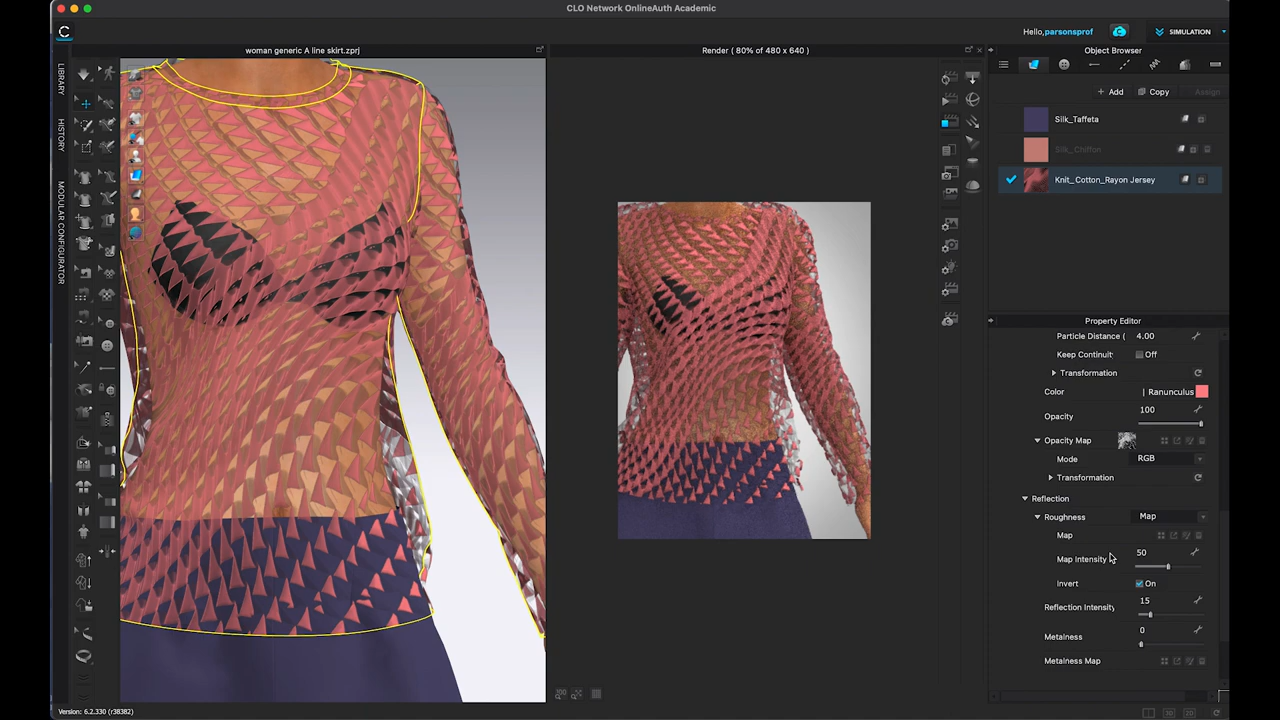 CLO Network OnlineAuth Academic
Hello, parsonsprof
SIMULATION
woman generic A line skirt.zprj
Render ( 80% of 480 x 640 )
Object Browser
LIBRARY
HISTORY
MODULAR CONFIGURATOR
+ Add
Copy
Assign
Silk_Taffeta
Silk_Chiffon
Knit_Cotton_Rayon Jersey
Property Editor
Particle Distance ( 4.00
Keep Continuit Off
Transformation
Color | Ranunculus
Opacity 100
Opacity Map
Mode RGB
Transformation
Reflection
Roughness Map
Map
Map Intensity 50
Invert On
Reflection Intensity 15
Metalness 0
Metalness Map
100
Version: 6.2.330 (r38382)